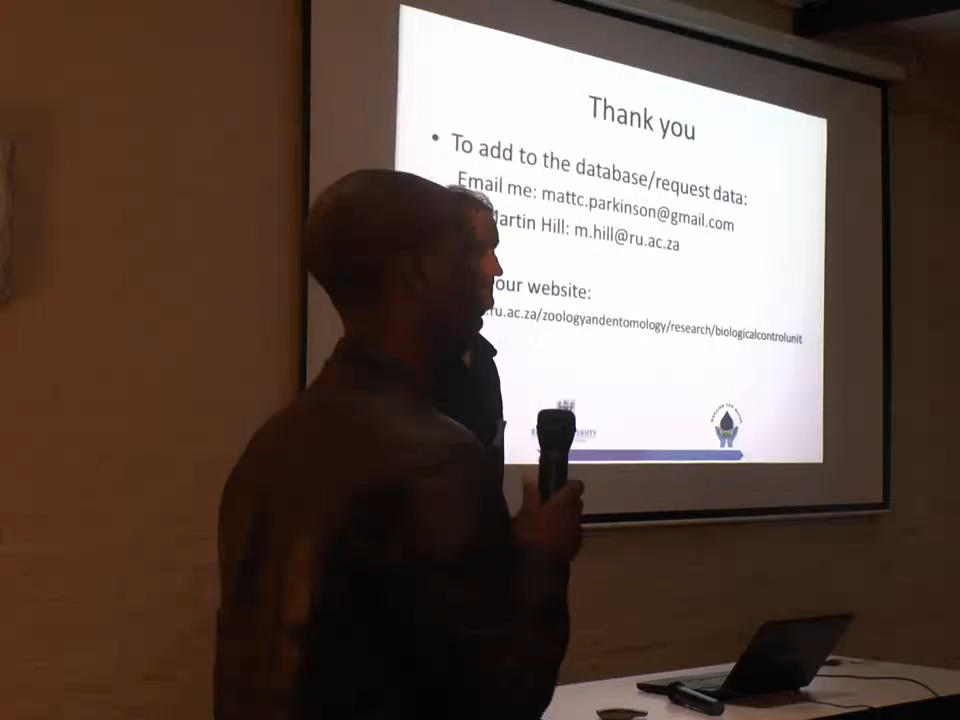 Thank you
• To add to the database/request data:
Email me: mattc.parkinson@gmail.com
Martin Hill: m.hill@ru.ac.za
our website:
.ru.ac.za/zoologyandentomology/research/biologicalcontrolunit